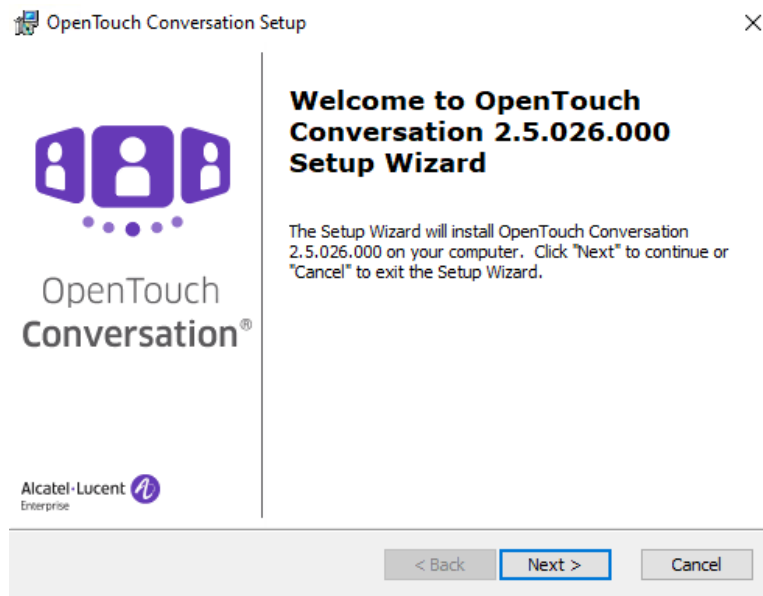 OpenTouch Conversation Setup
Welcome to OpenTouch
Conversation 2.5.026.000
Setup Wizard
The Setup Wizard will install OpenTouch Conversation
2.5.026.000 on your computer.  Click "Next" to continue or
"Cancel" to exit the Setup Wizard.
OpenTouch
Conversation®
Alcatel·Lucent
Enterprise
< Back
Next >
Cancel